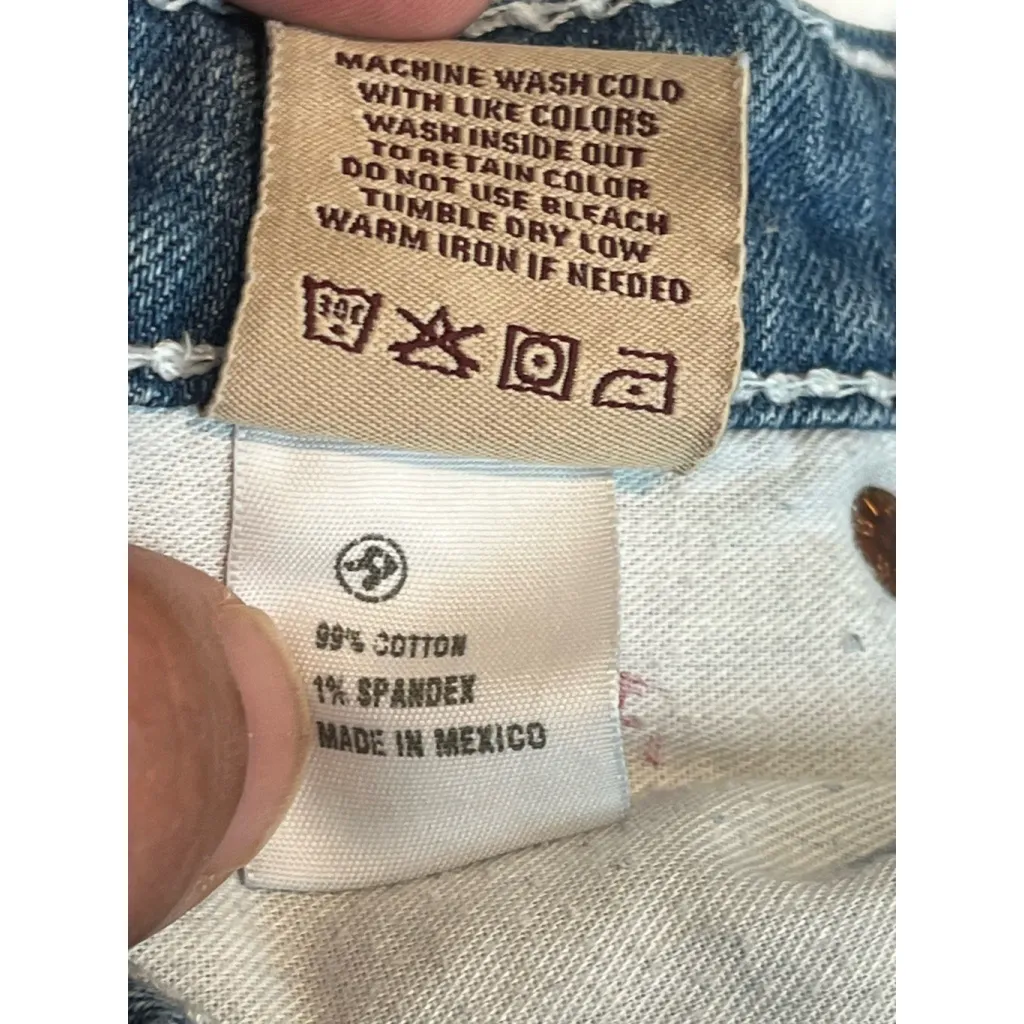 MACHINE WASH COLD
WITH LIKE COLORS
WASH INSIDE OUT
TO RETAIN COLOR
DO NOT USE BLEACH
TUMBLE DRY LOW
WARM IRON IF NEEDED
30C
99% COTTON
1% SPANDEX
MADE IN MEXICO